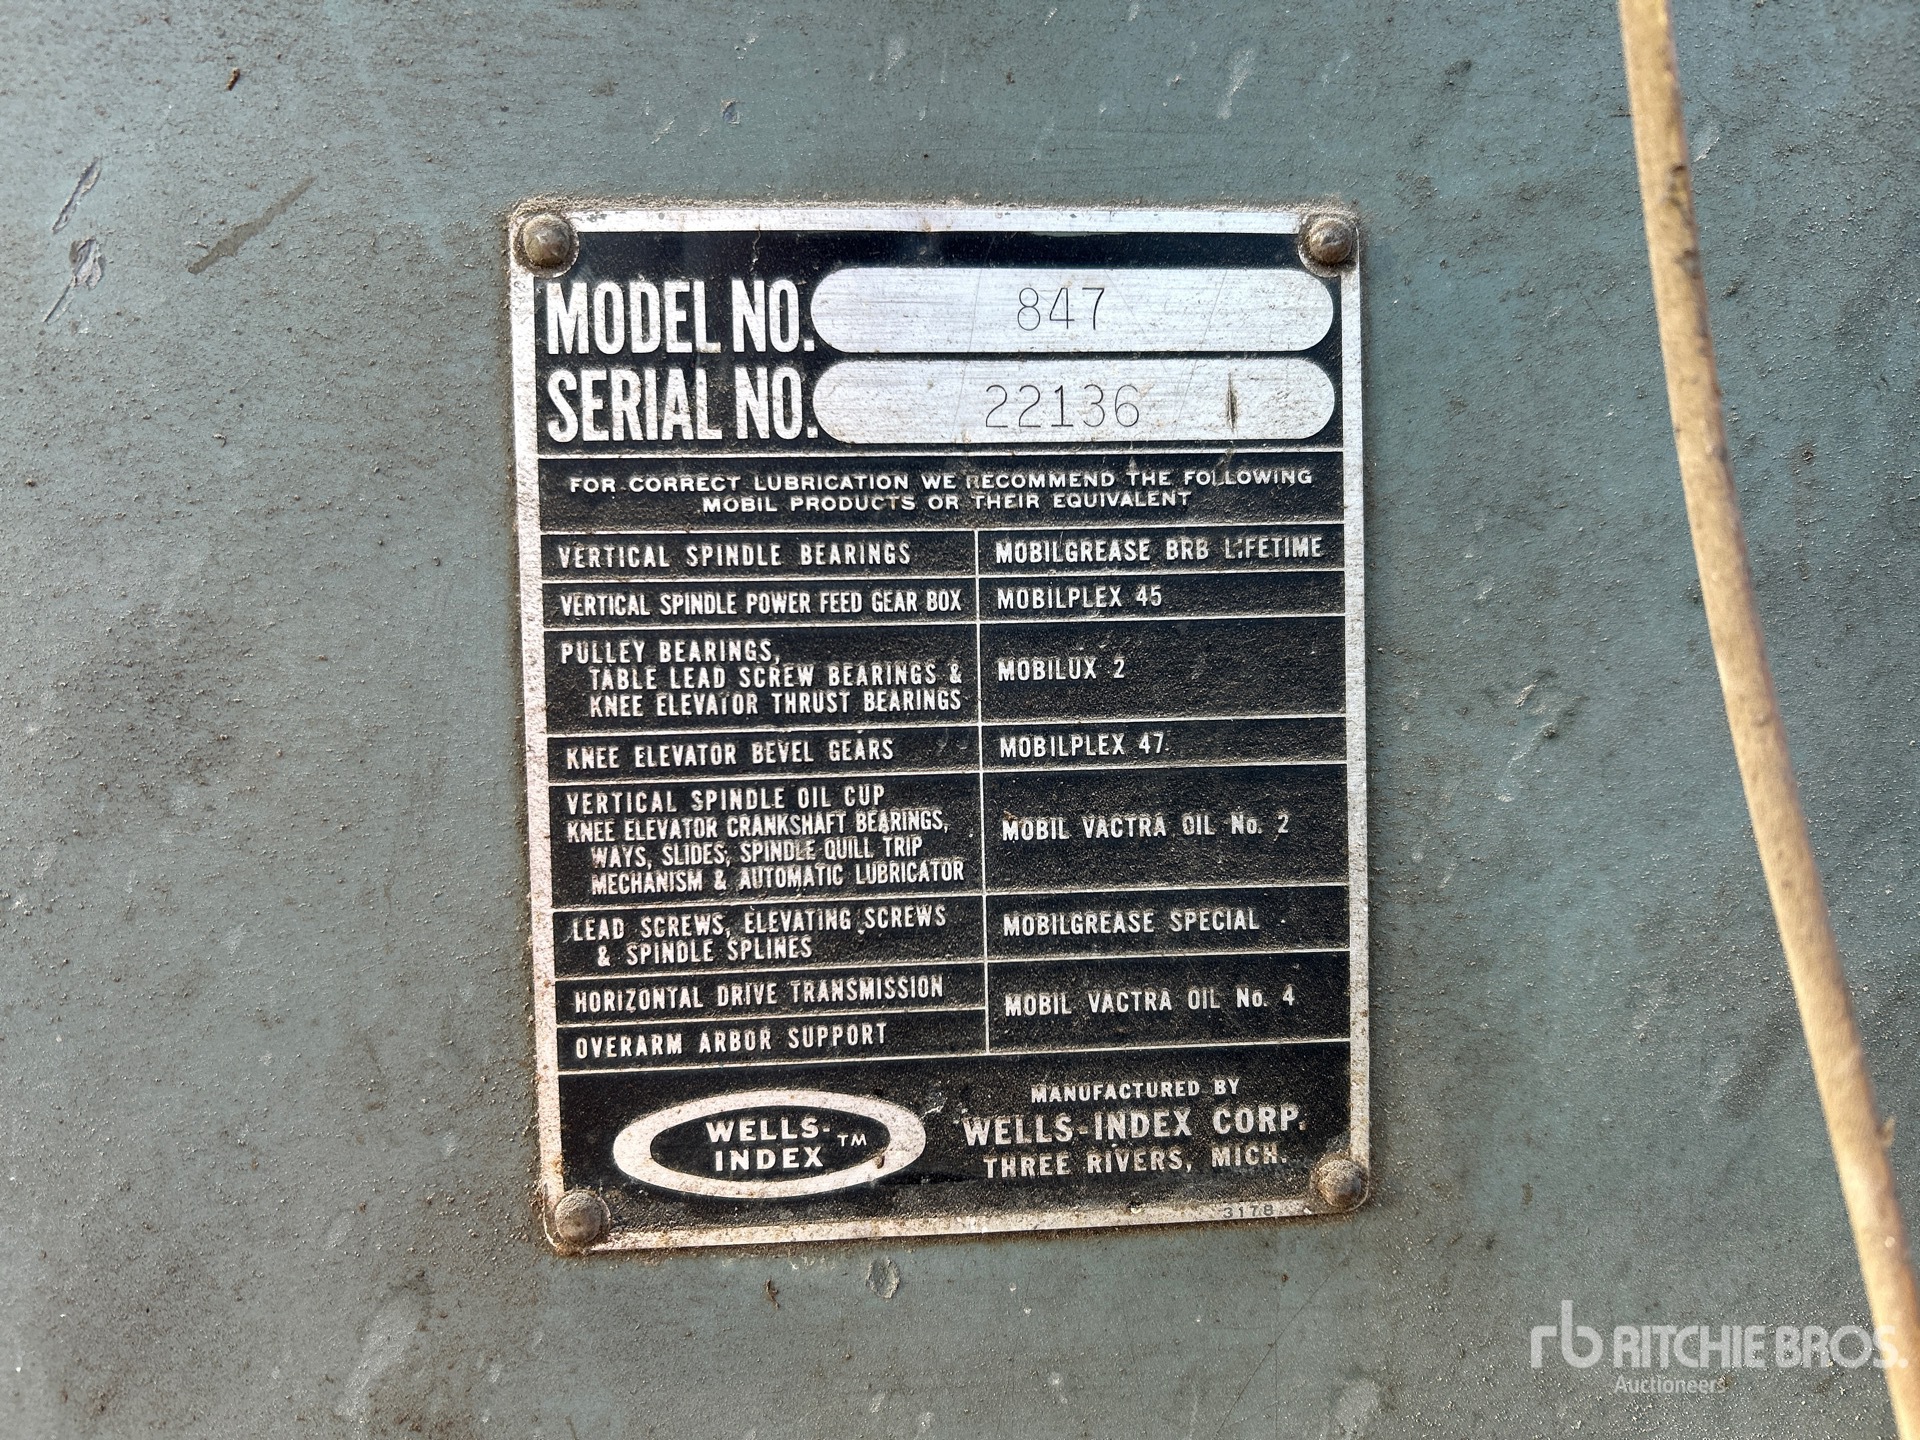 MODEL NO. 847
SERIAL NO. 22136
FOR CORRECT LUBRICATION WE RECOMMEND THE FOLLOWING
MOBIL PRODUCTS OR THEIR EQUIVALENT
VERTICAL SPINDLE BEARINGS MOBILGREASE BRB LIFETIME
VERTICAL SPINDLE POWER FEED GEAR BOX MOBILPLEX 45
PULLEY BEARINGS,
TABLE LEAD SCREW BEARINGS &
KNEE ELEVATOR THRUST BEARINGS
MOBILUX 2
KNEE ELEVATOR BEVEL GEARS MOBILPLEX 47
VERTICAL SPINDLE OIL CUP
KNEE ELEVATOR CRANKSHAFT BEARINGS,
WAYS, SLIDES, SPINDLE QUILL TRIP
MECHANISM & AUTOMATIC LUBRICATOR
MOBIL VACTRA OIL No. 2
LEAD SCREWS, ELEVATING SCREWS
& SPINDLE SPLINES
MOBILGREASE SPECIAL
HORIZONTAL DRIVE TRANSMISSION
OVERARM ARBOR SUPPORT
MOBIL VACTRA OIL No. 4
WELLS-
INDEX TM
MANUFACTURED BY
WELLS-INDEX CORP.
THREE RIVERS, MICH.
3178
rb RITCHIE BROS.
Auctioneers